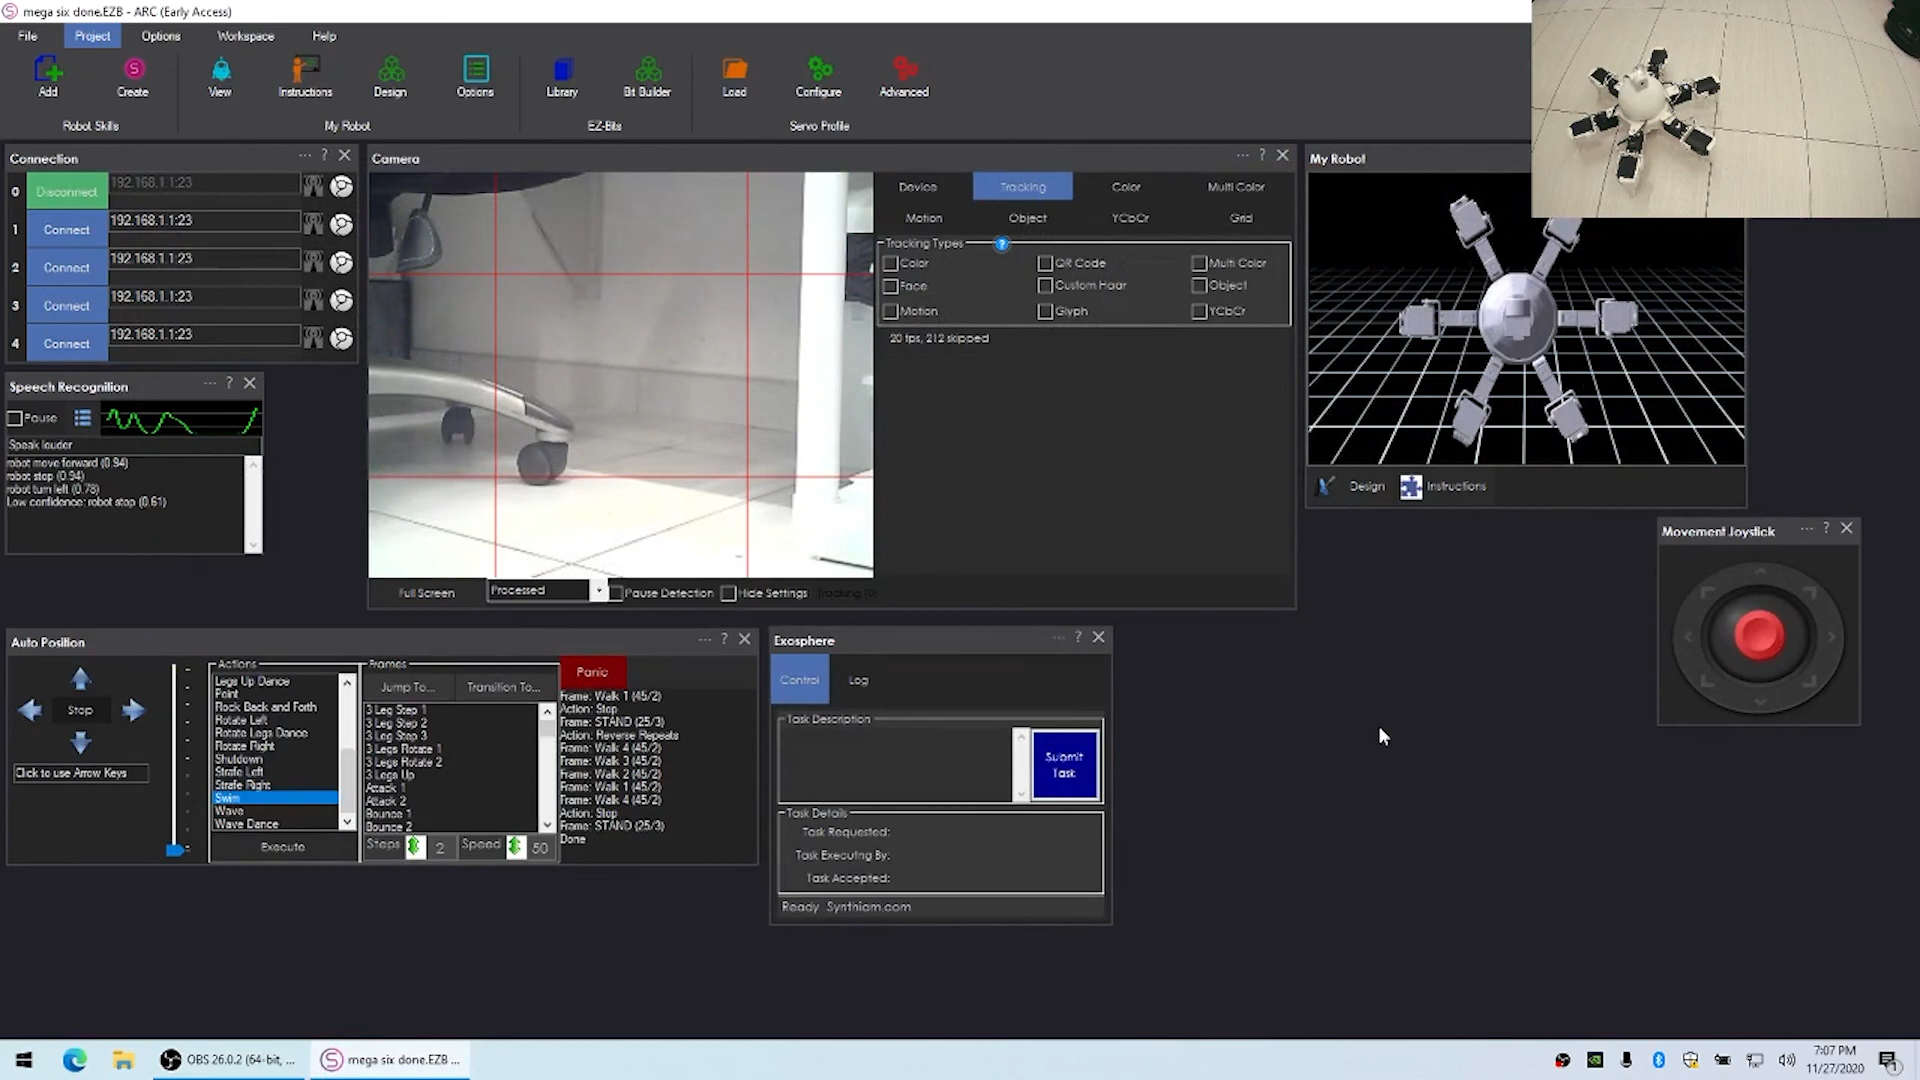 mega six done.EZB - ARC (Early Access)
File Project Options Workspace Help
Add Create View Instructions Design Options Library Bit Builder Load Configure Advanced
Robot Skills My Robot EZ-Bits Servo Profile
Connection
0 Disconnect 192.168.1.1:23
1 Connect 192.168.1.1:23
2 Connect 192.168.1.1:23
3 Connect 192.168.1.1:23
4 Connect 192.168.1.1:23
Speech Recognition
Pause
Speak louder
robot move forward (0.94)
robot stop (0.94)
robot turn left (0.78)
Low confidence: robot stop (0.61)
Camera
Device Tracking Color Multi Color
Motion Object YCbCr Grid
Tracking Types
Color QR Code Multi Color
Face Custom Haar Object
Motion Glyph YCbCr
20 fps, 212 skipped
Full Screen Processed Pause Detection Hide Settings
My Robot
Design Instructions
Movement Joystick
Auto Position
Stop
Click to use Arrow Keys
Actions
Legs Up Dance
Point
Rock Back and Forth
Rotate Left
Rotate Legs Dance
Rotate Right
Shutdown
Strafe Left
Strafe Right
Swim
Wave
Wave Dance
Execute
Frames
Jump To... Transition To...
3 Leg Step 1
3 Leg Step 2
3 Leg Step 3
3 Legs Rotate 1
3 Legs Rotate 2
3 Legs Up
Attack 1
Attack 2
Bounce 1
Bounce 2
Steps 2 Speed 50
Panic
Frame: Walk 1 (45/2)
Action: Stop
Frame: STAND (25/3)
Action: Reverse Repeats
Frame: Walk 4 (45/2)
Frame: Walk 3 (45/2)
Frame: Walk 2 (45/2)
Frame: Walk 1 (45/2)
Frame: Walk 4 (45/2)
Action: Stop
Frame: STAND (25/3)
Done
Exosphere
Control Log
Task Description
Submit
Task
Task Details
Task Requested:
Task Executng By:
Task Accepted:
Ready Synthiam.com
OBS 26.0.2 (64-bit, ...
mega six done.EZB ...
7:07 PM
11/27/2020